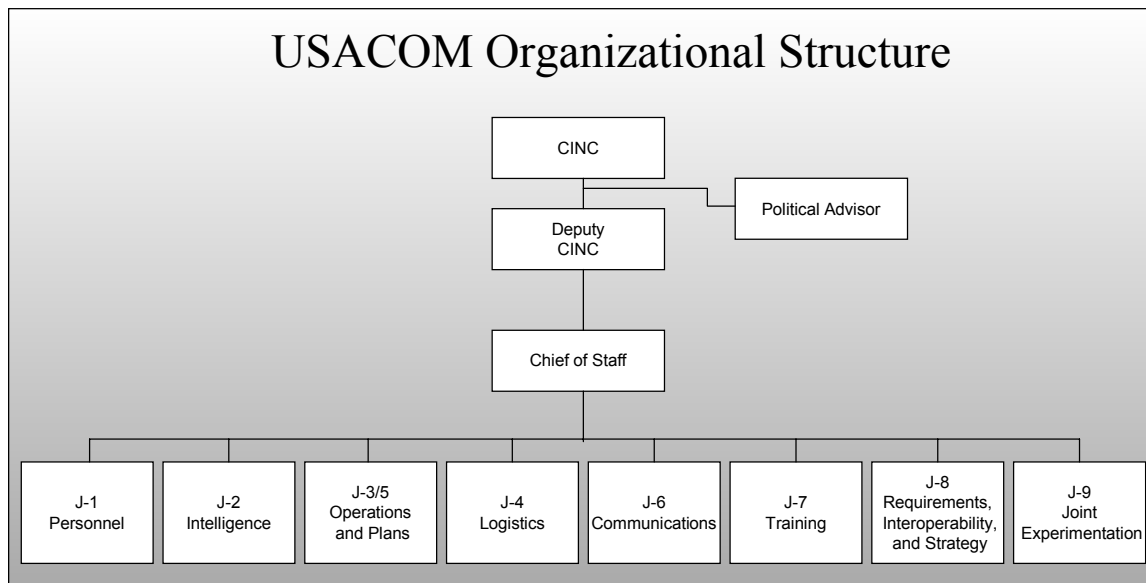 USACOM Organizational Structure
CINC
Political Advisor
Deputy
CINC
Chief of Staff
J-1
Personnel
J-2
Intelligence
J-3/5
Operations
and Plans
J-4
Logistics
J-6
Communications
J-7
Training
J-8
Requirements,
Interoperability,
and Strategy
J-9
Joint
Experimentation